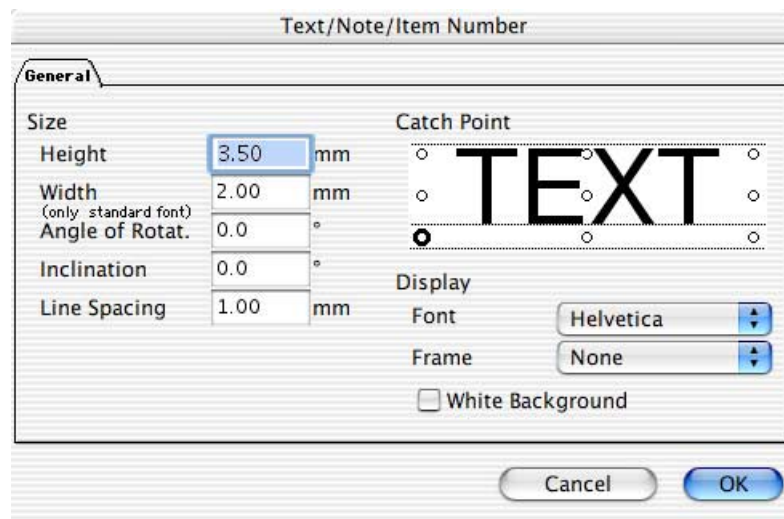 Text/Note/Item Number
General
Size
Height 3.50 mm
Width 2.00 mm
(only standard font)
Angle of Rotat. 0.0 °
Inclination 0.0 °
Line Spacing 1.00 mm
Catch Point
TEXT
Display
Font Helvetica
Frame None
White Background
Cancel OK